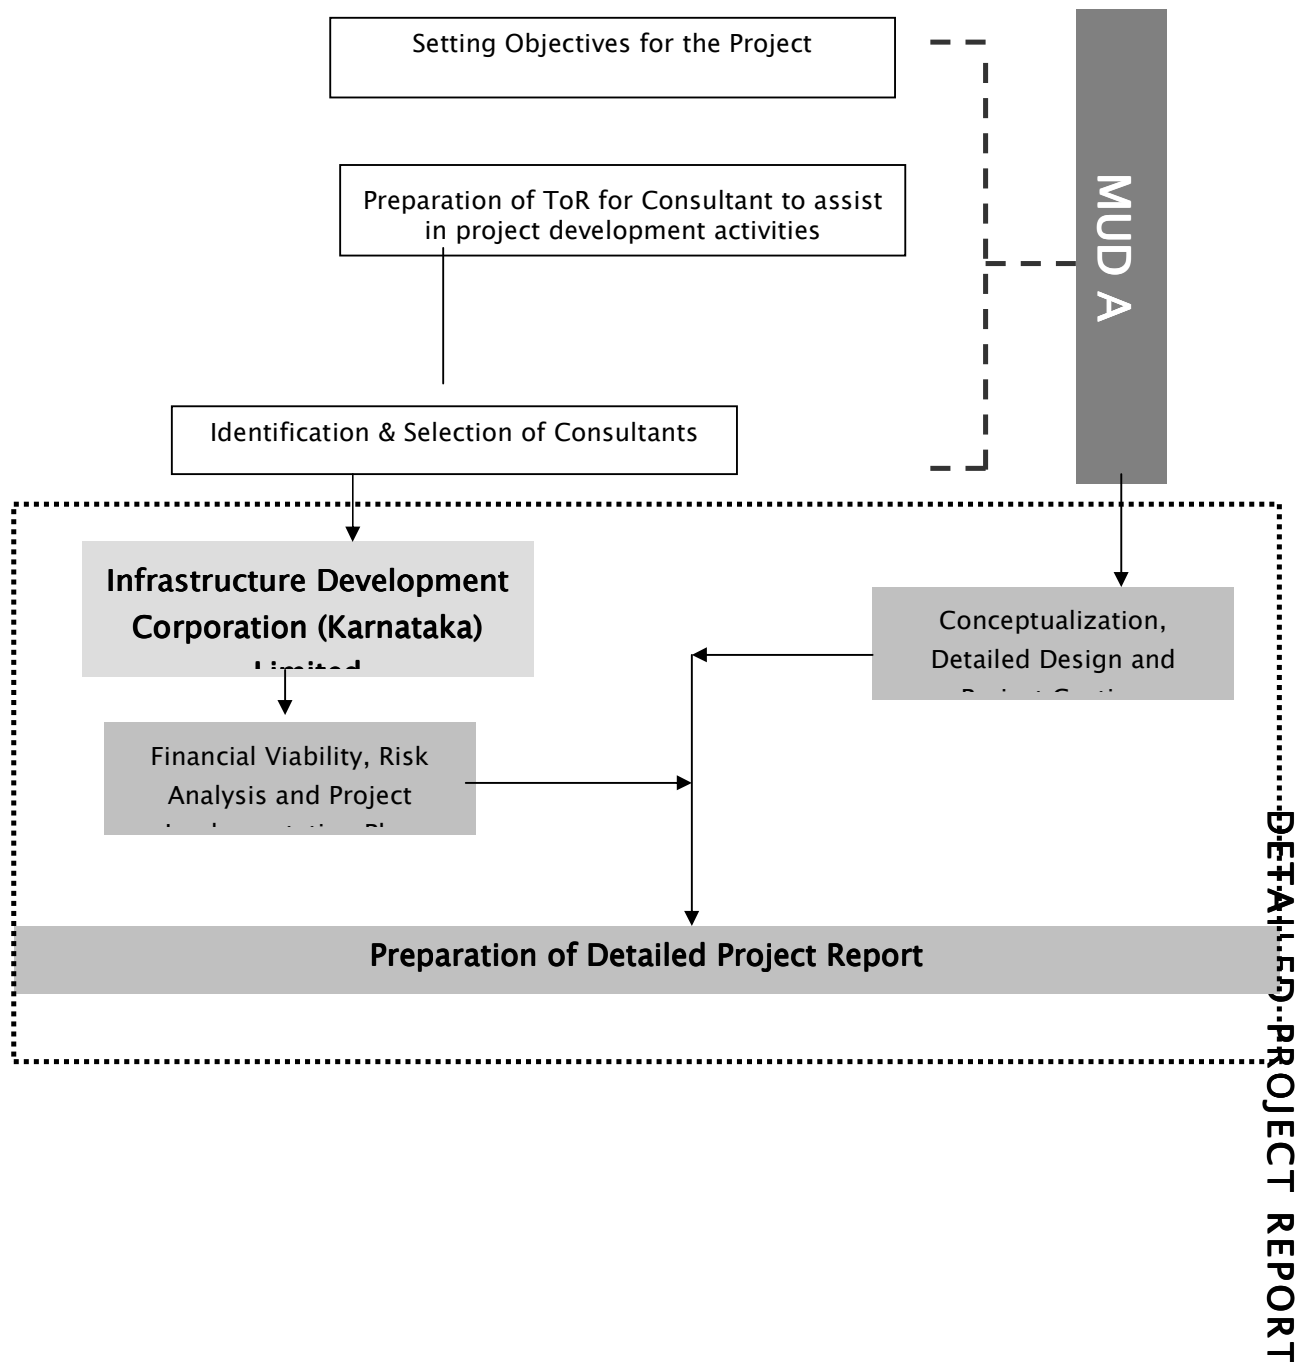 Setting Objectives for the Project
Preparation of ToR for Consultant to assist
in project development activities
MUD A
Identification & Selection of Consultants
Infrastructure Development
Corporation (Karnataka)
Limited
Conceptualization,
Detailed Design and
Financial Viability, Risk
Analysis and Project
Preparation of Detailed Project Report
DETAILED PROJECT REPORT